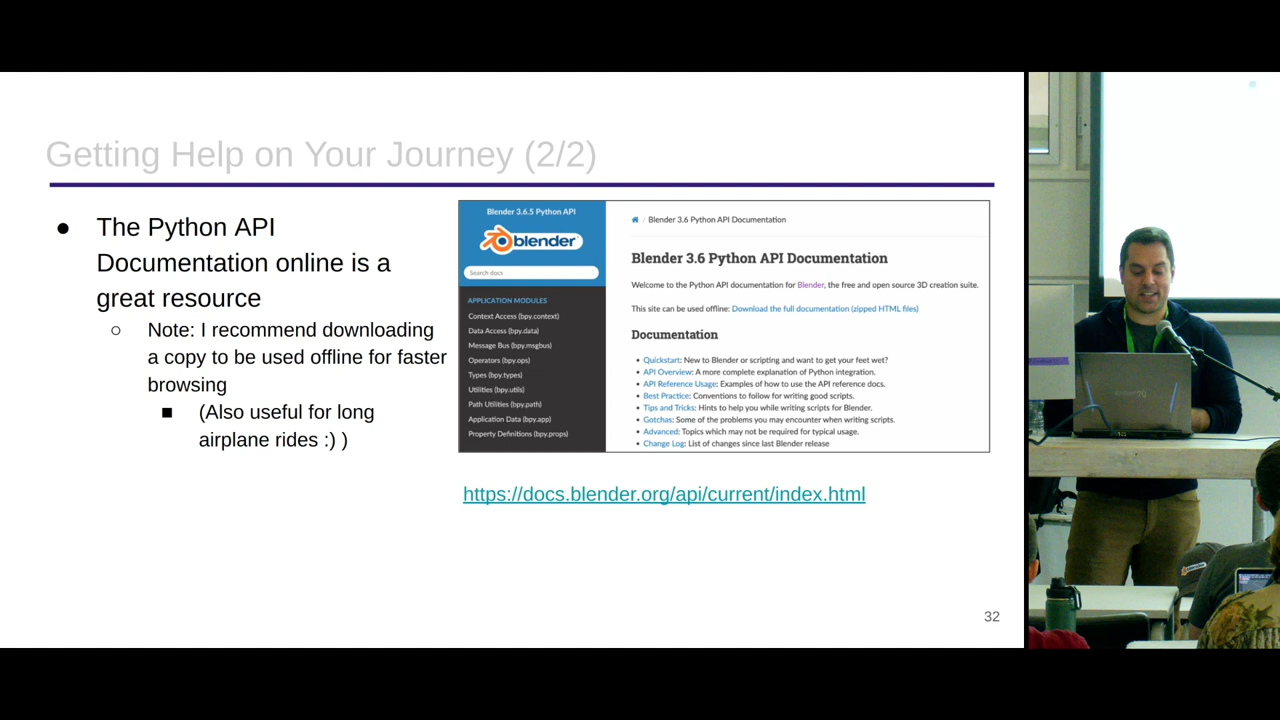 Getting Help on Your Journey (2/2)
● The Python API
Documentation online is a
great resource
○ Note: I recommend downloading
a copy to be used offline for faster
browsing
■ (Also useful for long
airplane rides :) )
Blender 3.6.5 Python API
blender
Search docs
APPLICATION MODULES
Context Access (bpy.context)
Data Access (bpy.data)
Message Bus (bpy.msgbus)
Operators (bpy.ops)
Types (bpy.types)
Utilities (bpy.utils)
Path Utilities (bpy.path)
Application Data (bpy.app)
Property Definitions (bpy.props)
/ Blender 3.6 Python API Documentation
Blender 3.6 Python API Documentation
Welcome to the Python API documentation for Blender, the free and open source 3D creation suite.
This site can be used offline: Download the full documentation (zipped HTML files)
Documentation
• Quickstart: New to Blender or scripting and want to get your feet wet?
• API Overview: A more complete explanation of Python integration.
• API Reference Usage: Examples of how to use the API reference docs.
• Best Practice: Conventions to follow for writing good scripts.
• Tips and Tricks: Hints to help you while writing scripts for Blender.
• Gotchas: Some of the problems you may encounter when writing scripts.
• Advanced: Topics which may not be required for typical usage.
• Change Log: List of changes since last Blender release
https://docs.blender.org/api/current/index.html
32